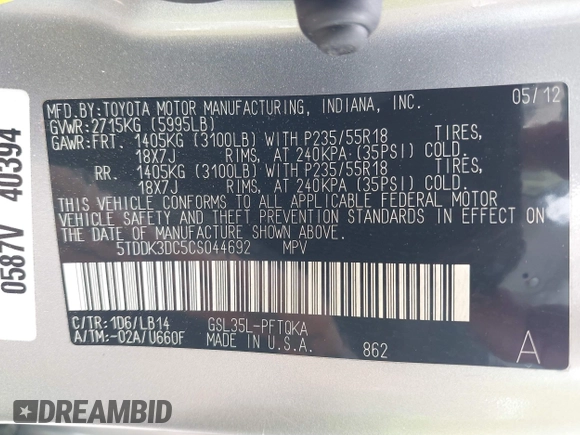 MFD.BY:TOYOTA MOTOR MANUFACTURING, INDIANA, INC. 05/12
GVWR:2715KG (5995LB)
GAWR:FRT. 1405KG (3100LB) WITH P235/55R18 TIRES,
18X7J RIMS, AT 240KPA (35PSI) COLD.
RR. 1405KG (3100LB) WITH P235/55R18 TIRES,
18X7J RIMS, AT 240KPA (35PSI) COLD.
THIS VEHICLE CONFORMS TO ALL APPLICABLE FEDERAL MOTOR
VEHICLE SAFETY AND THEFT PREVENTION STANDARDS IN EFFECT ON
THE DATE OF MANUFACTURE SHOWN ABOVE.
5TDDK3DC5CS044692 MPV
C/TR:1D6/LB14 GSL35L-PFTQKA
A/TM:-02A/U660F MADE IN U.S.A. 862 A
0587V 40394
DREAMBID